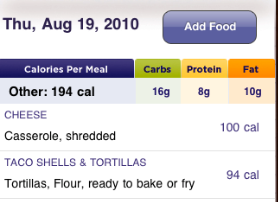 Thu, Aug 19, 2010 Add Food
Calories Per Meal Carbs Protein Fat
Other: 194 cal 16g 8g 10g
CHEESE
Casserole, shredded 100 cal
TACO SHELLS & TORTILLAS
Tortillas, Flour, ready to bake or fry 94 cal